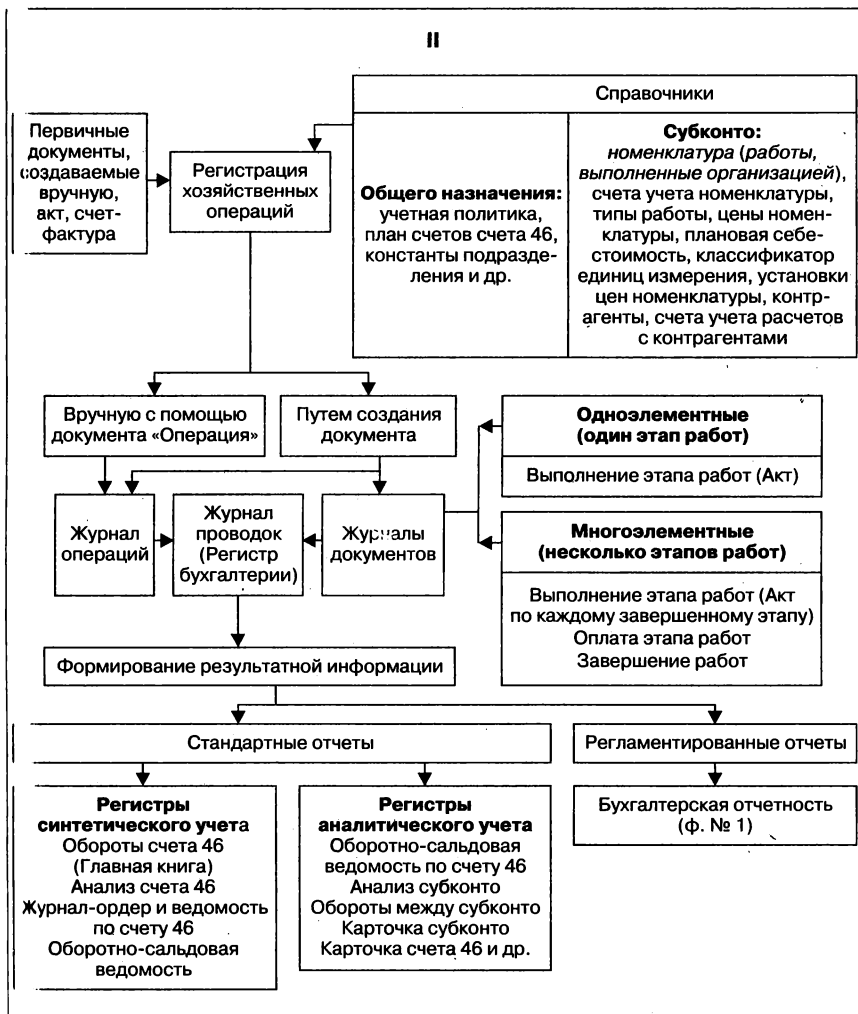 II
Справочники
Первичные
документы,
создаваемые
вручную,
акт, счет-
фактура
Регистрация
хозяйственных
операций
Общего назначения:
учетная политика,
план счетов счета 46,
константы подразде-
ления и др.
Субконто:
номенклатура (работы,
выполненные организацией),
счета учета номенклатуры,
типы работы, цены номен-
клатуры, плановая себе-
стоимость, классификатор
единиц измерения, установки
цен номенклатуры, контр-
агенты, счета учета расчетов
с контрагентами
Вручную с помощью
документа «Операция»
Путем создания
документа
Одноэлементные
(один этап работ)
Выполнение этапа работ (Акт)
Журнал
операций
Журнал
проводок
(Регистр
бухгалтерии)
Журналы
документов
Многоэлементные
(несколько этапов работ)
Выполнение этапа работ (Акт
по каждому завершенному этапу)
Оплата этапа работ
Завершение работ
Формирование результатной информации
Стандартные отчеты
Регламентированные отчеты
Регистры
синтетического учета
Обороты счета 46
(Главная книга)
Анализ счета 46
Журнал-ордер и ведомость
по счету 46
Оборотно-сальдовая
ведомость
Регистры
аналитического учета
Оборотно-сальдовая
ведомость по счету 46
Анализ субконто
Обороты между субконто
Карточка субконто
Карточка счета 46 и др.
Бухгалтерская отчетность
(ф. № 1)